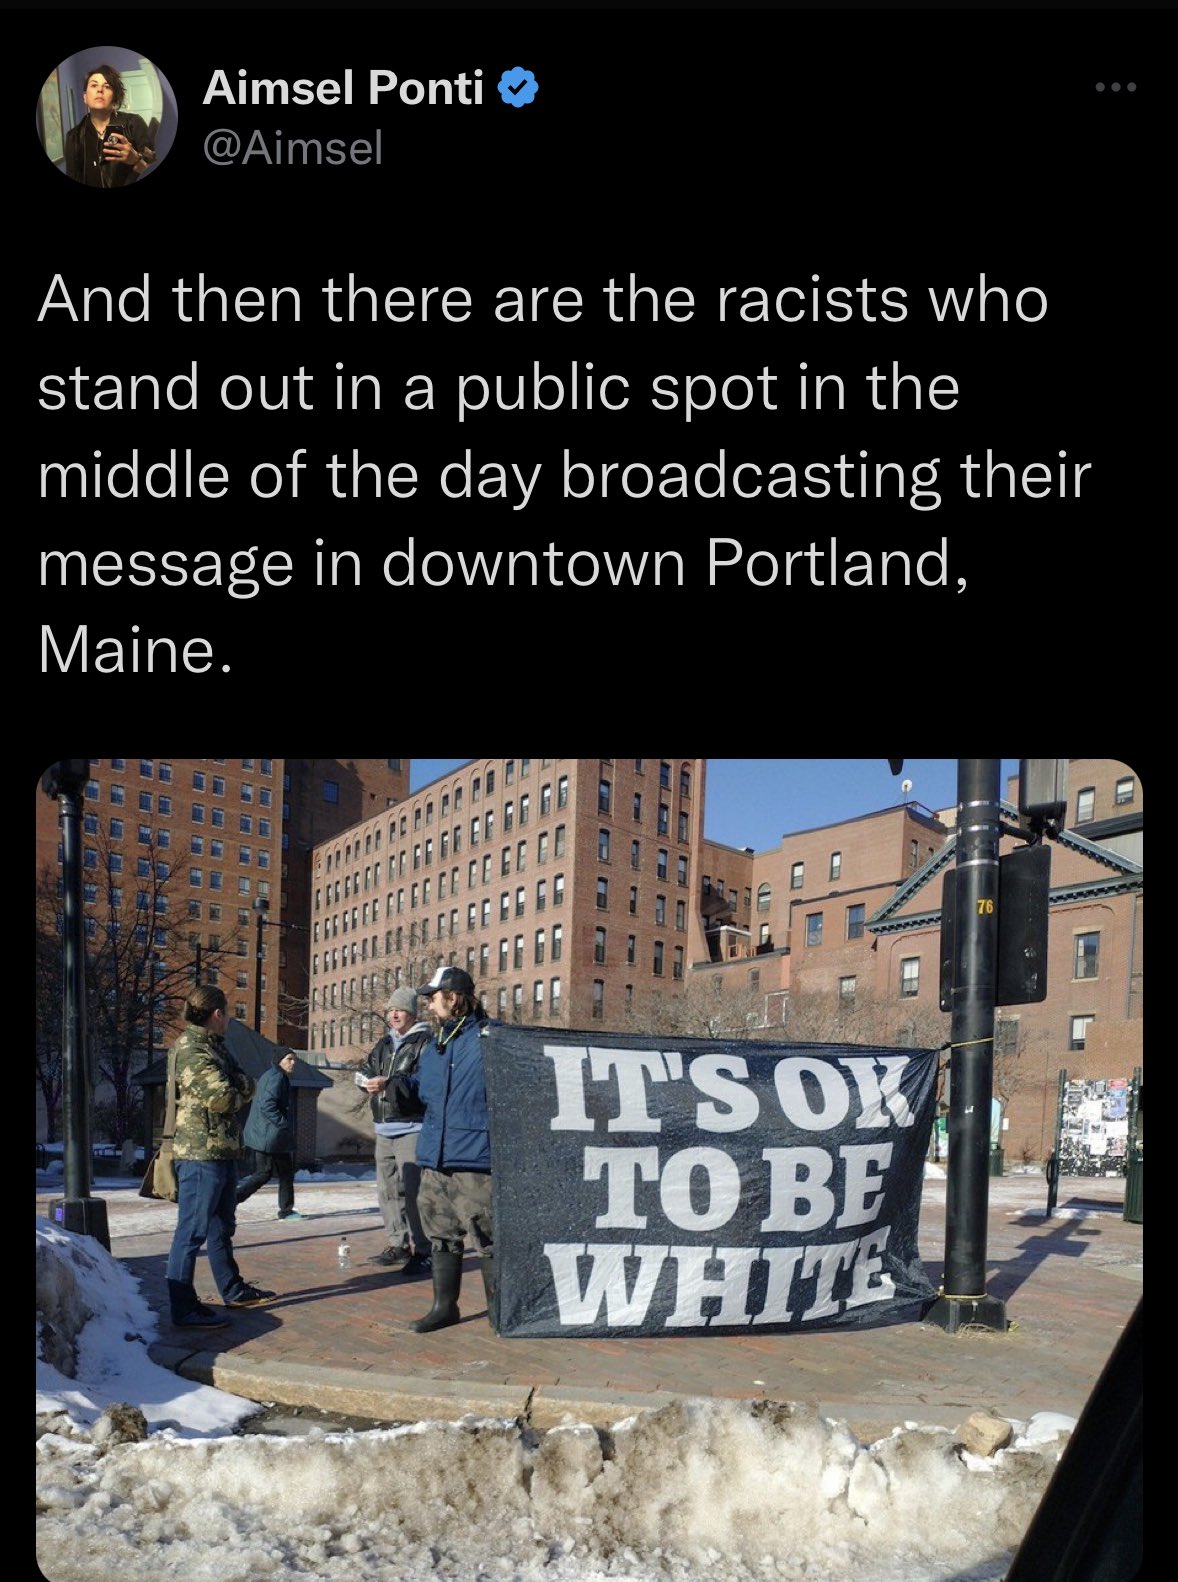 Aimsel Ponti
@Aimsel
And then there are the racists who
stand out in a public spot in the
middle of the day broadcasting their
message in downtown Portland,
Maine.
76
IT'S OK
TO BE
WHITE